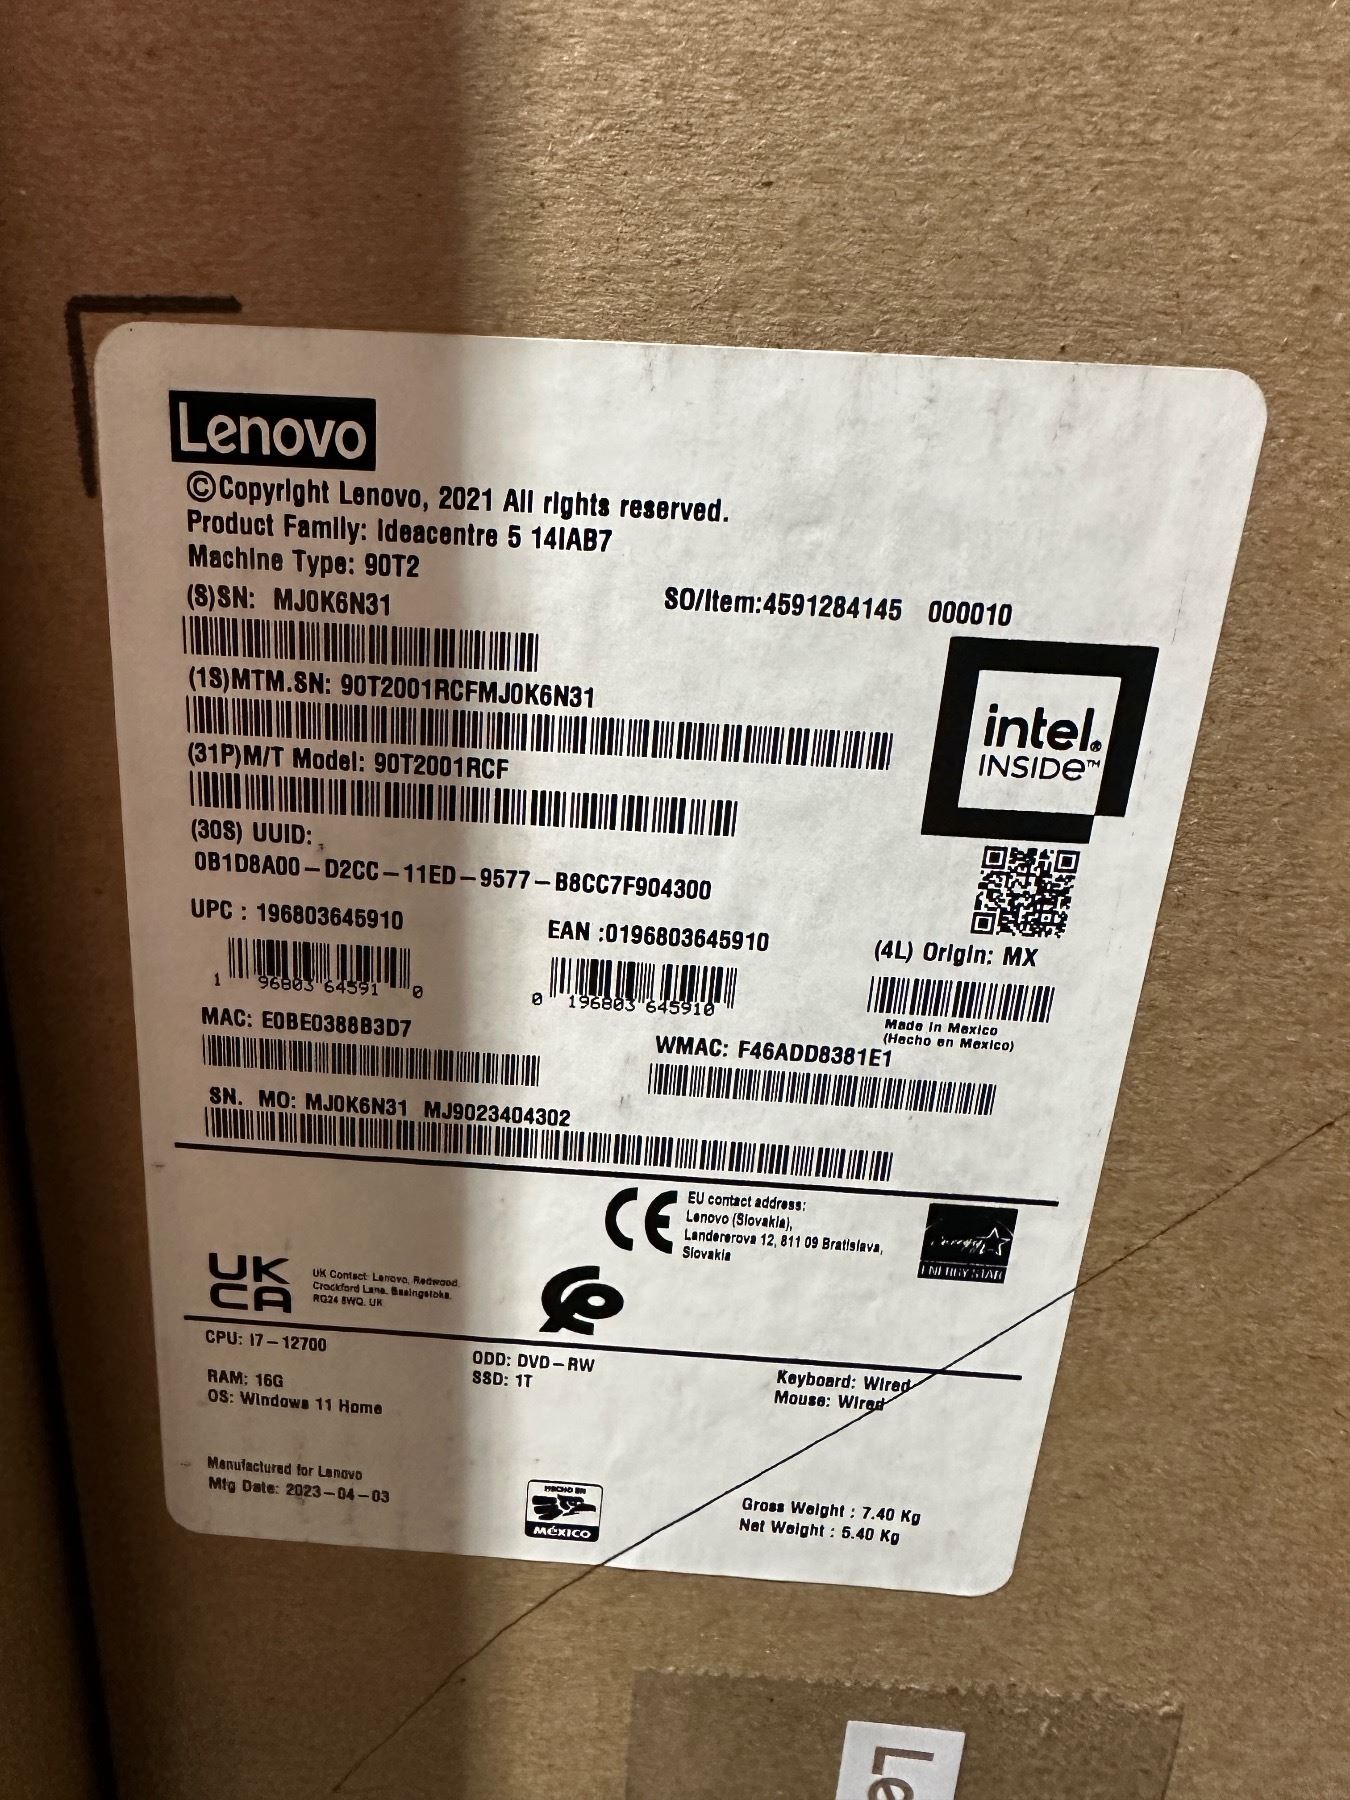 Lenovo
©Copyright Lenovo, 2021 All rights reserved.
Product Family: Ideacentre 5 14IAB7
Machine Type: 90T2
(S)SN: MJ0K6N31
SO/Item:4591284145 000010
(1S)MTM.SN: 90T2001RCFMJ0K6N31
intel®
INSIDE™
(31P)M/T Model: 90T2001RCF
(30S) UUID:
0B1D8A00-D2CC-11ED-9577-B8CC7F904300
UPC : 196803645910
EAN :0196803645910
(4L) Origin: MX
1 96803 64591 0
0 196803 645910
Made in Mexico
(Hecho en Mexico)
MAC: E0BE0388B3D7
WMAC: F46ADD8381E1
SN. MO: MJ0K6N31 MJ9023404302
CE
EU contact address:
Lenovo (Slovakia),
Landererova 12, 811 09 Bratislava,
Slovakia
ENERGY STAR
UK
CA
UK Contact: Lenovo, Redwood,
Crockford Lane, Basingstoke,
RG24 8WQ, UK
CPU: I7-12700
ODD: DVD-RW
Keyboard: Wired
RAM: 16G
SSD: 1T
Mouse: Wired
OS: Windows 11 Home
Manufactured for Lenovo
Mfg Date: 2023-04-03
HECHO EN
MÉXICO
Gross Weight : 7.40 Kg
Net Weight : 5.40 Kg
Le